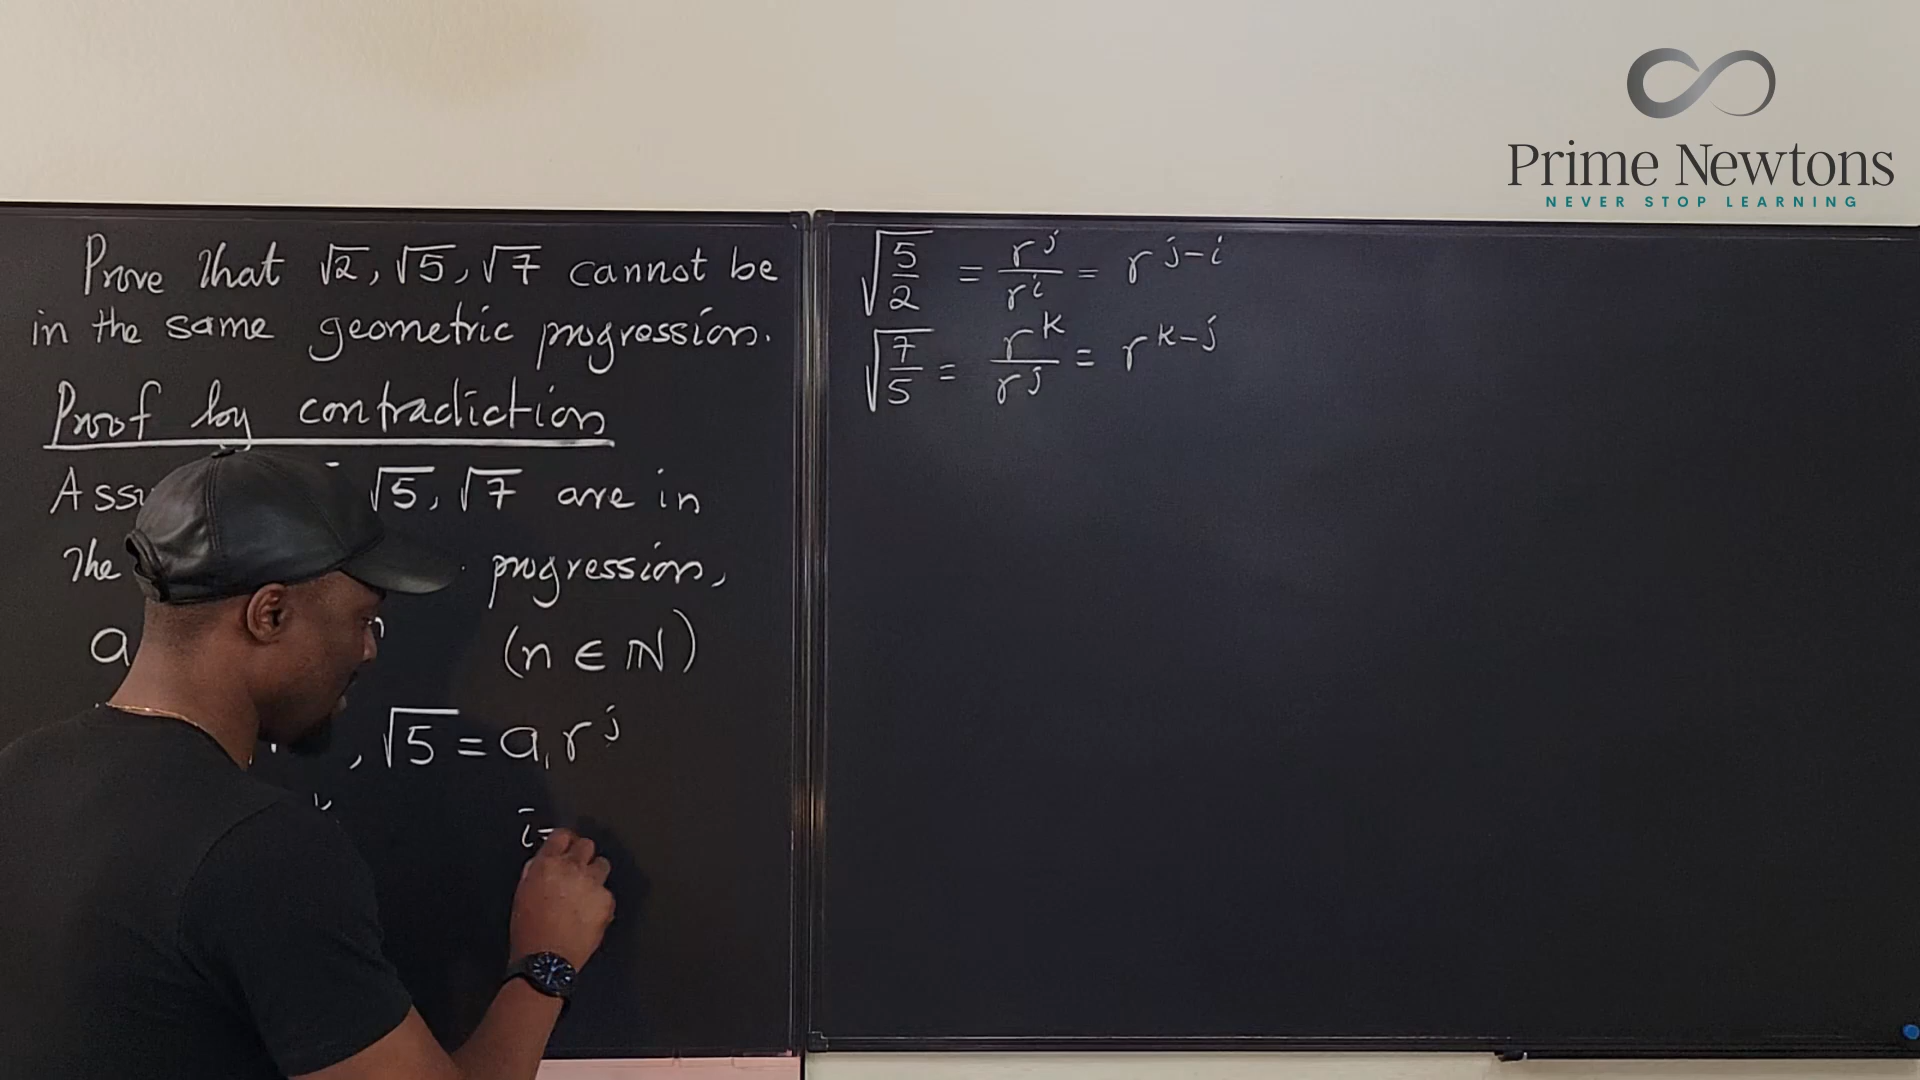 Prime Newtons
NEVER STOP LEARNING
Prove that √2, √5, √7 cannot be
in the same geometric progression.
Proof by contradiction
√5, √7 are in
the progression,
a (n ∈ ℕ)
, √5 = a₁r^j
i=
√(5/2) = r^j/r^i = r^(j-i)
√(7/5) = r^k/r^j = r^(k-j)